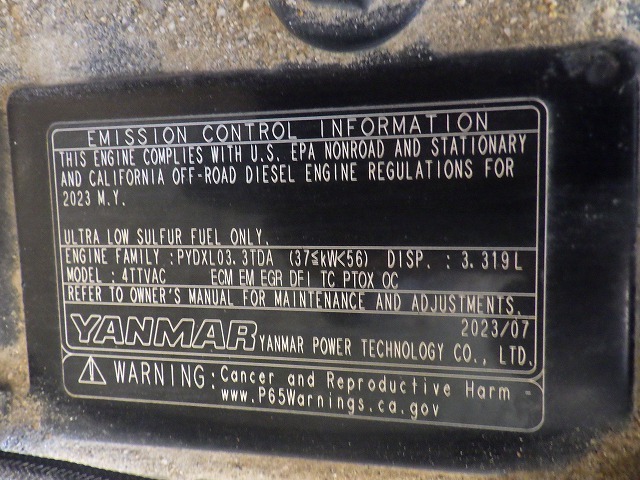 EMISSION CONTROL INFORMATION
THIS ENGINE COMPLIES WITH U.S. EPA NONROAD AND STATIONARY
AND CALIFORNIA OFF-ROAD DIESEL ENGINE REGULATIONS FOR
2023 M.Y.
ULTRA LOW SULFUR FUEL ONLY.
ENGINE FAMILY : PYDXL03.3TDA (37≦kW<56) DISP. : 3.319L
MODEL : 4TTVAC ECM EM EGR DFI TC PTOX OC
REFER TO OWNER'S MANUAL FOR MAINTENANCE AND ADJUSTMENTS.
2023/07
YANMAR YANMAR POWER TECHNOLOGY CO., LTD.
WARNING: Cancer and Reproductive Harm -
www.P65Warnings.ca.gov